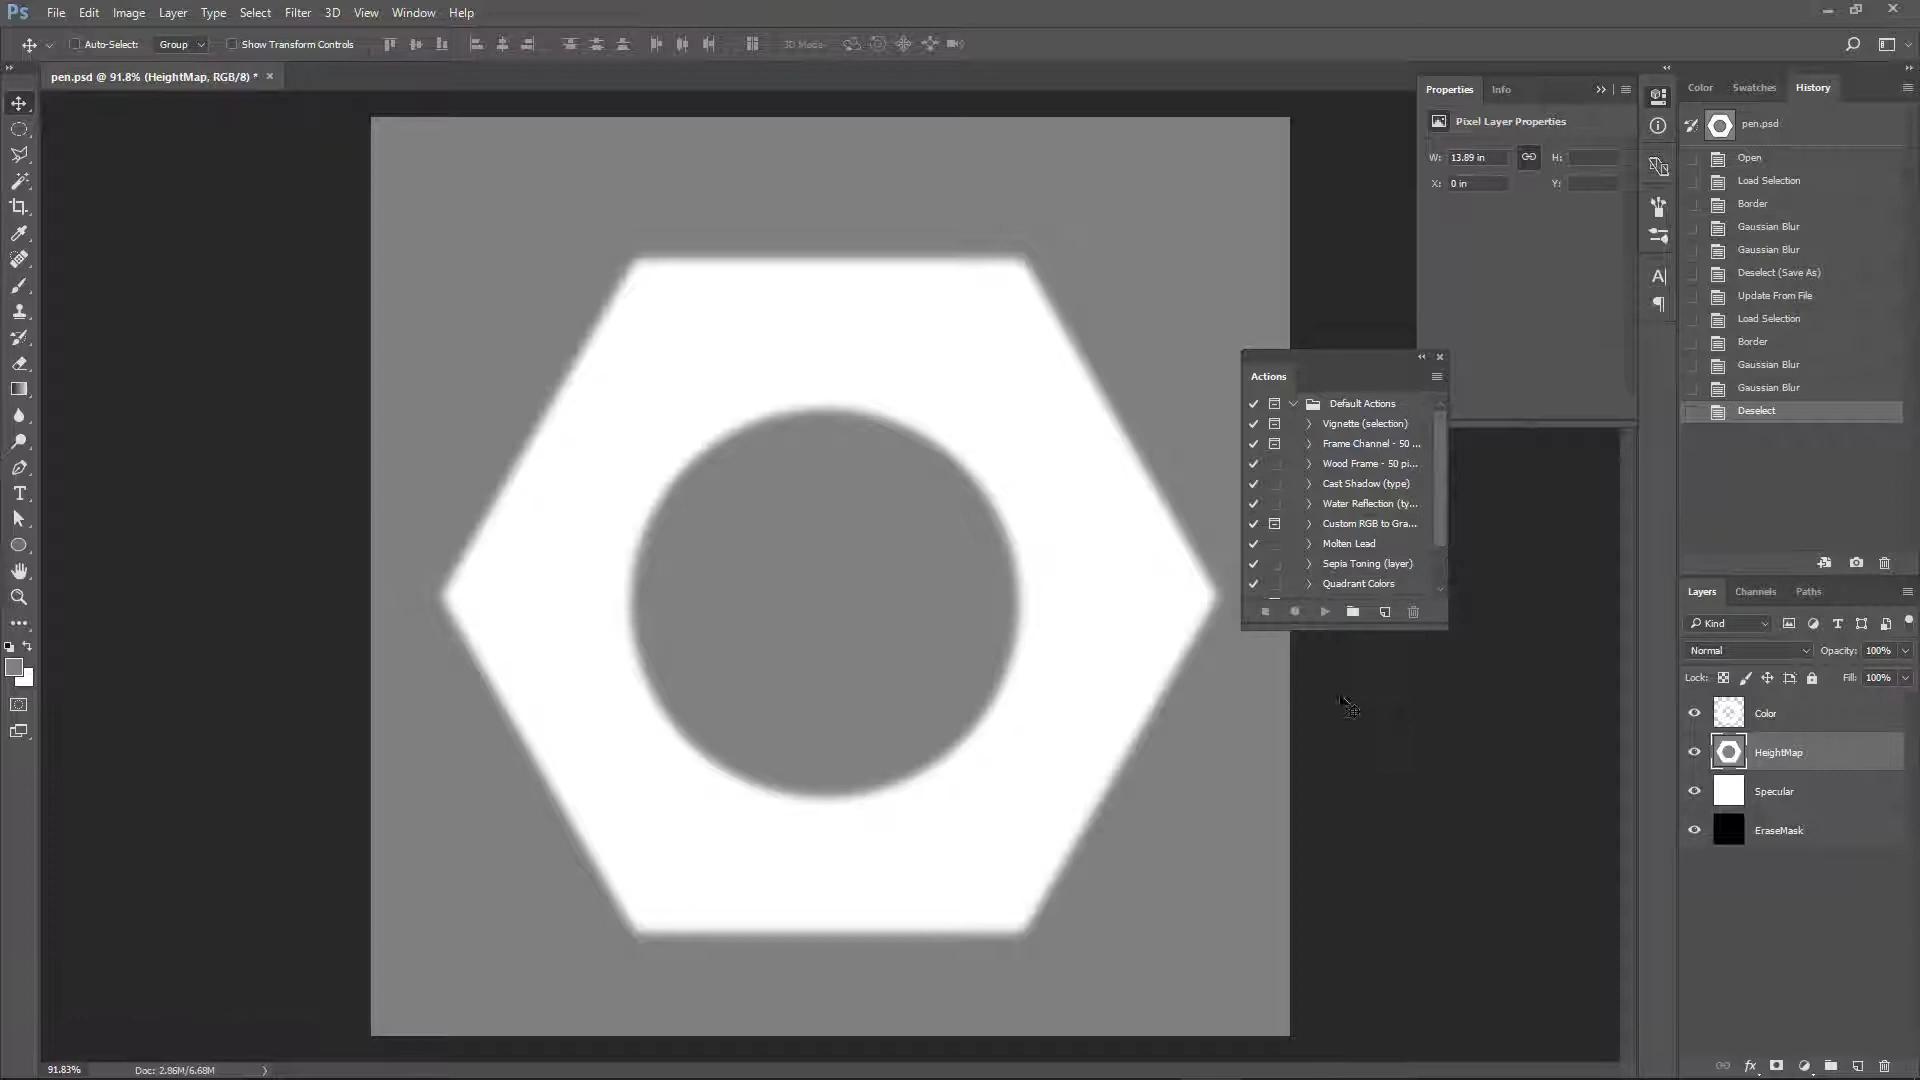 Ps File Edit Image Layer Type Select Filter 3D View Window Help
Auto-Select: Group Show Transform Controls 3D Mode:
pen.psd @ 91.8% (HeightMap, RGB/8) * ×
Properties Info
Pixel Layer Properties
W: 13.89 in H:
X: 0 in Y:
Color Swatches History
pen.psd
Open
Load Selection
Border
Gaussian Blur
Gaussian Blur
Deselect (Save As)
Update From File
Load Selection
Border
Gaussian Blur
Gaussian Blur
Deselect
Actions
Default Actions
Vignette (selection)
Frame Channel - 50 ...
Wood Frame - 50 pi...
Cast Shadow (type)
Water Reflection (ty...
Custom RGB to Gra...
Molten Lead
Sepia Toning (layer)
Quadrant Colors
Layers Channels Paths
Kind
Normal Opacity: 100%
Lock: Fill: 100%
Color
HeightMap
Specular
EraseMask
91.83% Doc: 2.86M/6.68M